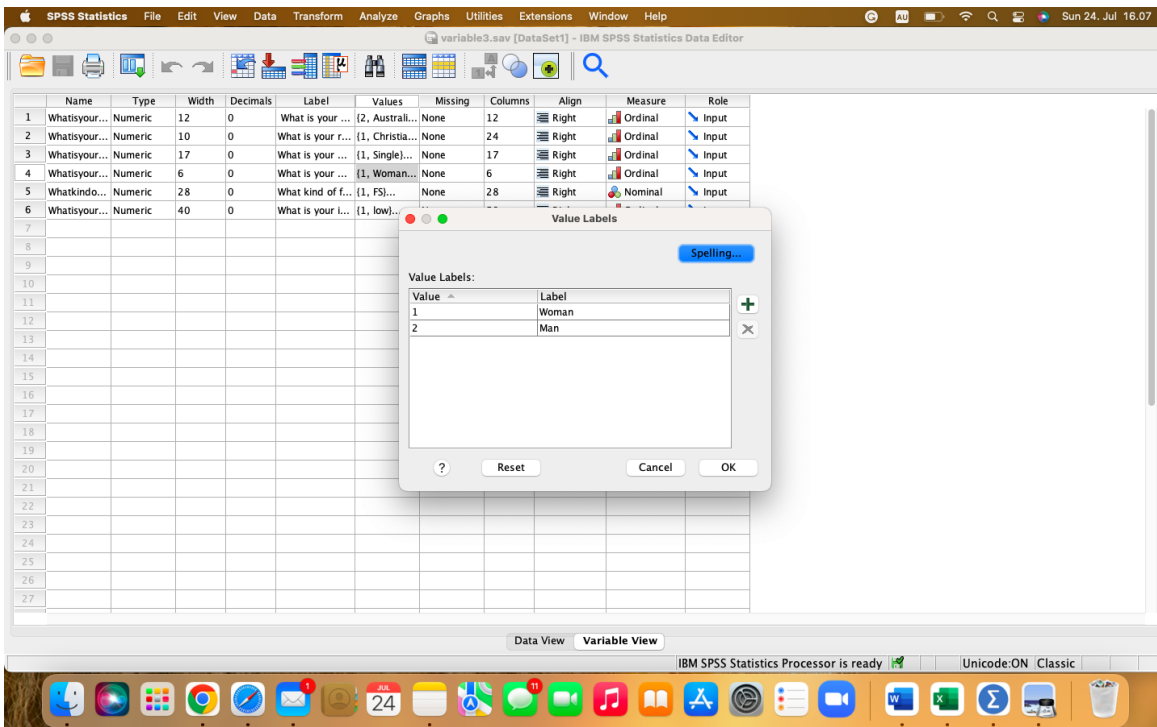 SPSS Statistics File Edit View Data Transform Analyze Graphs Utilities Extensions Window Help G AU Sun 24. Jul 16.07
variable3.sav [DataSet1] - IBM SPSS Statistics Data Editor
Name Type Width Decimals Label Values Missing Columns Align Measure Role
1 Whatisyour... Numeric 12 0 What is your ... {2, Australi... None 12 Right Ordinal Input
2 Whatisyour... Numeric 10 0 What is your r... {1, Christia... None 24 Right Ordinal Input
3 Whatisyour... Numeric 17 0 What is your ... {1, Single}... None 17 Right Ordinal Input
4 Whatisyour... Numeric 6 0 What is your ... {1, Woman... None 6 Right Ordinal Input
5 Whatkindo... Numeric 28 0 What kind of f... {1, FS}... None 28 Right Nominal Input
6 Whatisyour... Numeric 40 0 What is your i... {1, low}...
7
8
9
10
11
12
13
14
15
16
17
18
19
20
21
22
23
24
25
26
27
Value Labels
Spelling...
Value Labels:
Value Label
1 Woman
2 Man
? Reset Cancel OK
Data View Variable View
IBM SPSS Statistics Processor is ready Unicode:ON Classic
1
JUL
24
11